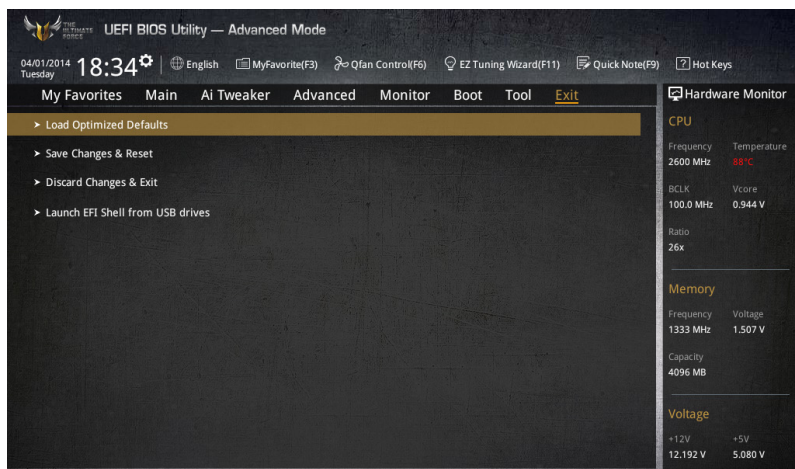 THE
ULTIMATE
FORCE
UEFI BIOS Utility — Advanced Mode
04/01/2014
Tuesday
18:34
English
MyFavorite(F3)
Qfan Control(F6)
EZ Tuning Wizard(F11)
Quick Note(F9)
? Hot Keys
My Favorites Main Ai Tweaker Advanced Monitor Boot Tool Exit
Load Optimized Defaults
Save Changes & Reset
Discard Changes & Exit
Launch EFI Shell from USB drives
Hardware Monitor
CPU
Frequency Temperature
2600 MHz 88°C
BCLK Vcore
100.0 MHz 0.944 V
Ratio
26x
Memory
Frequency Voltage
1333 MHz 1.507 V
Capacity
4096 MB
Voltage
+12V +5V
12.192 V 5.080 V